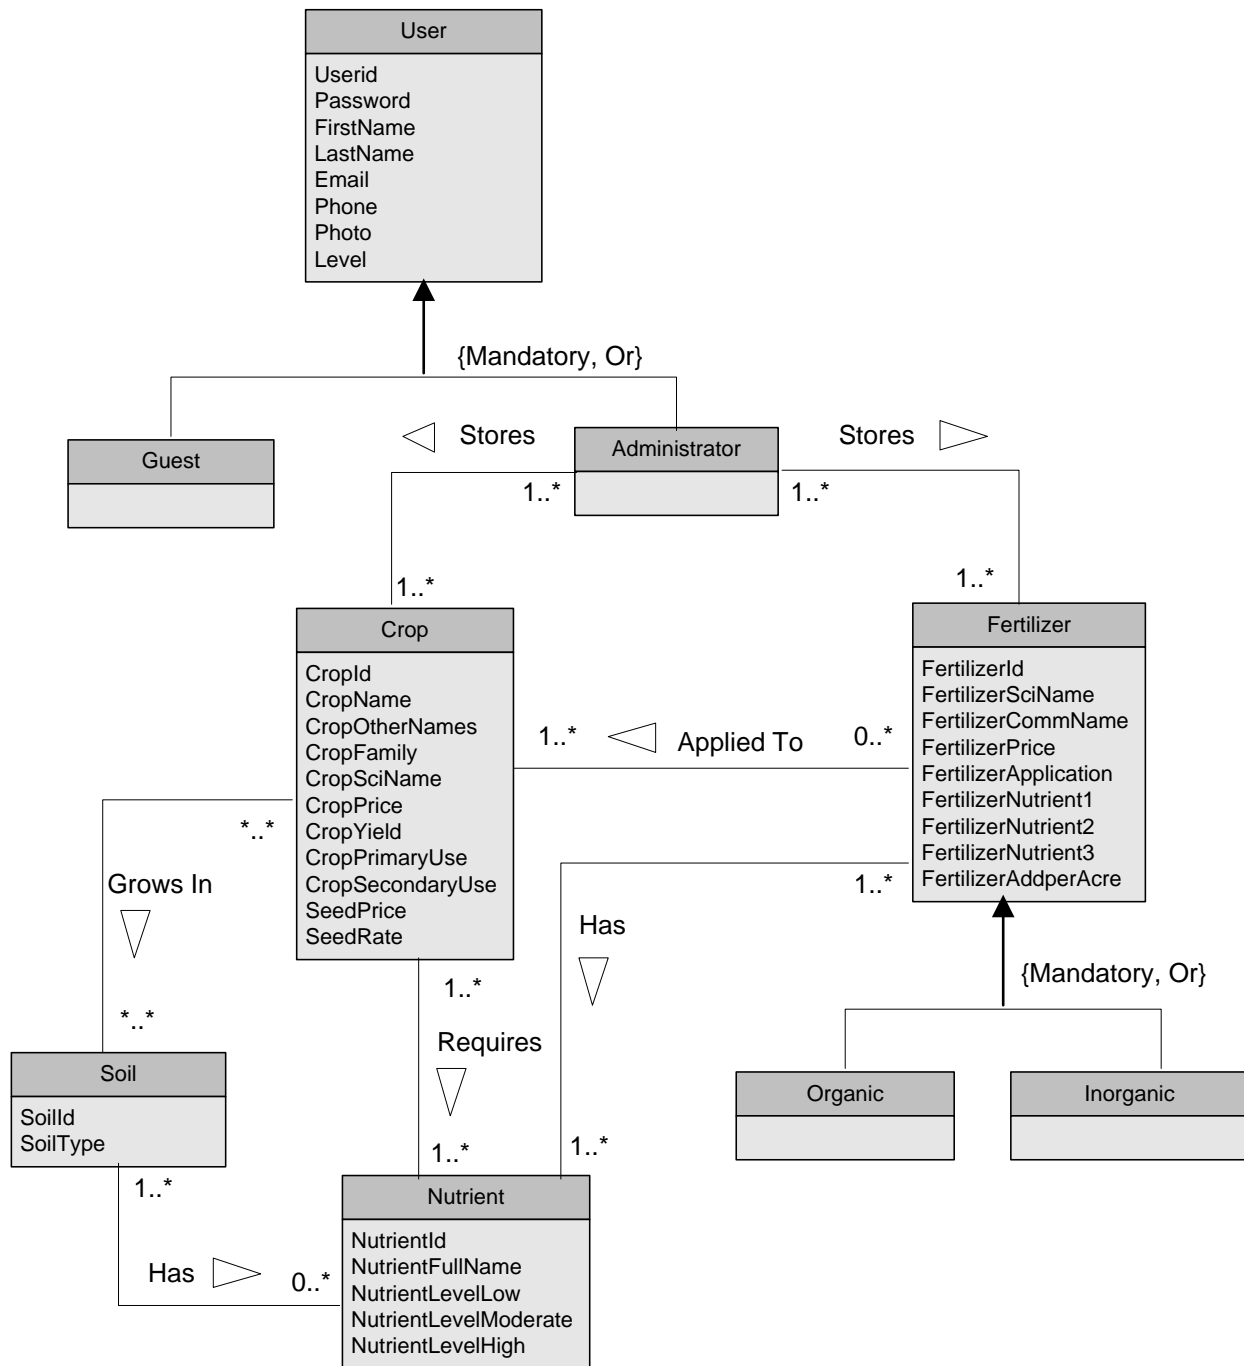 User
Userid
Password
FirstName
LastName
Email
Phone
Photo
Level
{Mandatory, Or}
Guest
Stores
Administrator
Stores
1..*
1..*
1..*
1..*
Crop
CropId
CropName
CropOtherNames
CropFamily
CropSciName
CropPrice
CropYield
CropPrimaryUse
CropSecondaryUse
SeedPrice
SeedRate
Fertilizer
FertilizerId
FertilizerSciName
FertilizerCommName
FertilizerPrice
FertilizerApplication
FertilizerNutrient1
FertilizerNutrient2
FertilizerNutrient3
FertilizerAddperAcre
1..*
Applied To
0..*
*..*
Grows In
*..*
1..*
Has
1..*
Requires
1..*
1..*
{Mandatory, Or}
Organic
Inorganic
Soil
SoilId
SoilType
1..*
Has
0..*
Nutrient
NutrientId
NutrientFullName
NutrientLevelLow
NutrientLevelModerate
NutrientLevelHigh